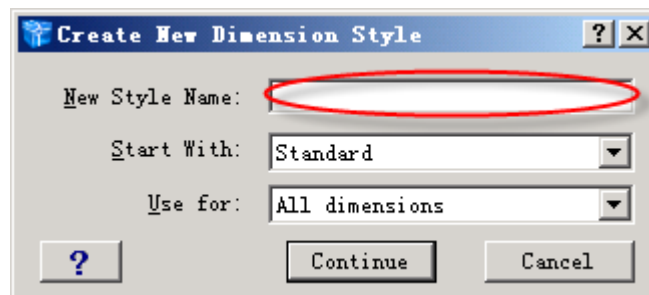 Create New Dimension Style
New Style Name:
Start With: Standard
Use for: All dimensions
? Continue Cancel